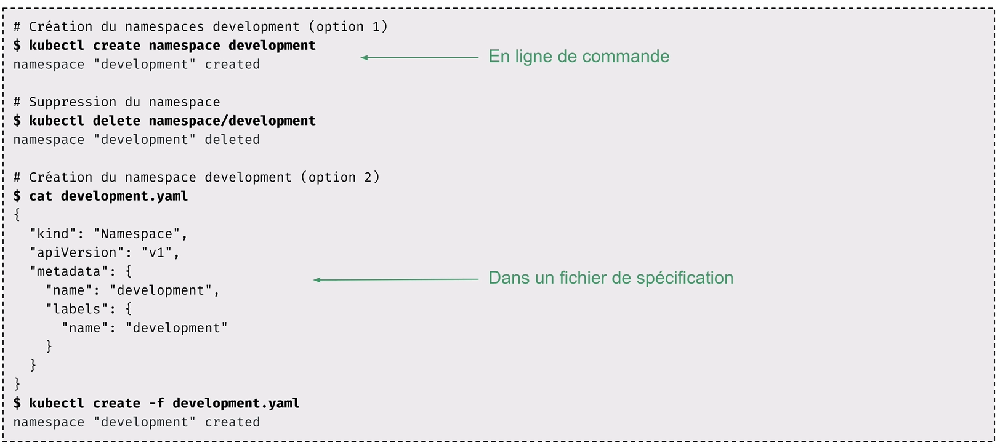 # Création du namespaces development (option 1)
$ kubectl create namespace development
En ligne de commande
namespace "development" created
# Suppression du namespace
$ kubectl delete namespace/development
namespace "development" deleted
# Création du namespace development (option 2)
$ cat development.yaml
{
  "kind": "Namespace",
  "apiVersion": "v1",
  "metadata": {
Dans un fichier de spécification
    "name": "development",
    "labels": {
      "name": "development"
    }
  }
}
$ kubectl create -f development.yaml
namespace "development" created